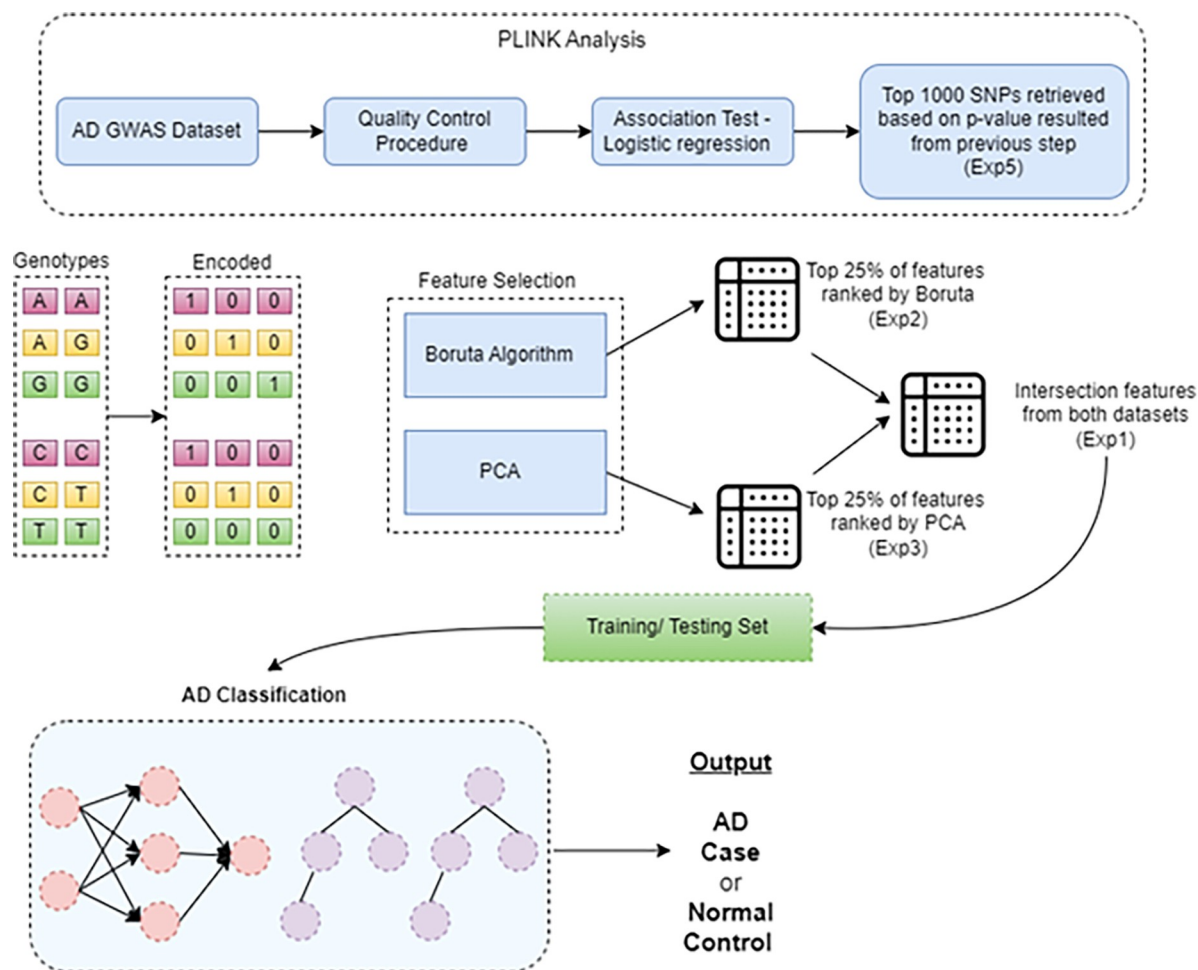 PLINK Analysis
AD GWAS Dataset
Quality Control
Procedure
Association Test -
Logistic regression
Top 1000 SNPs retrieved
based on p-value resulted
from previous step
(Exp5)
Genotypes
Encoded
A A
1 0 0
A G
0 1 0
G G
0 0 1
C C
1 0 0
C T
0 1 0
T T
0 0 0
Feature Selection
Boruta Algorithm
PCA
Top 25% of features
ranked by Boruta
(Exp2)
Top 25% of features
ranked by PCA
(Exp3)
Intersection features
from both datasets
(Exp1)
Training/ Testing Set
AD Classification
Output
AD
Case
or
Normal
Control